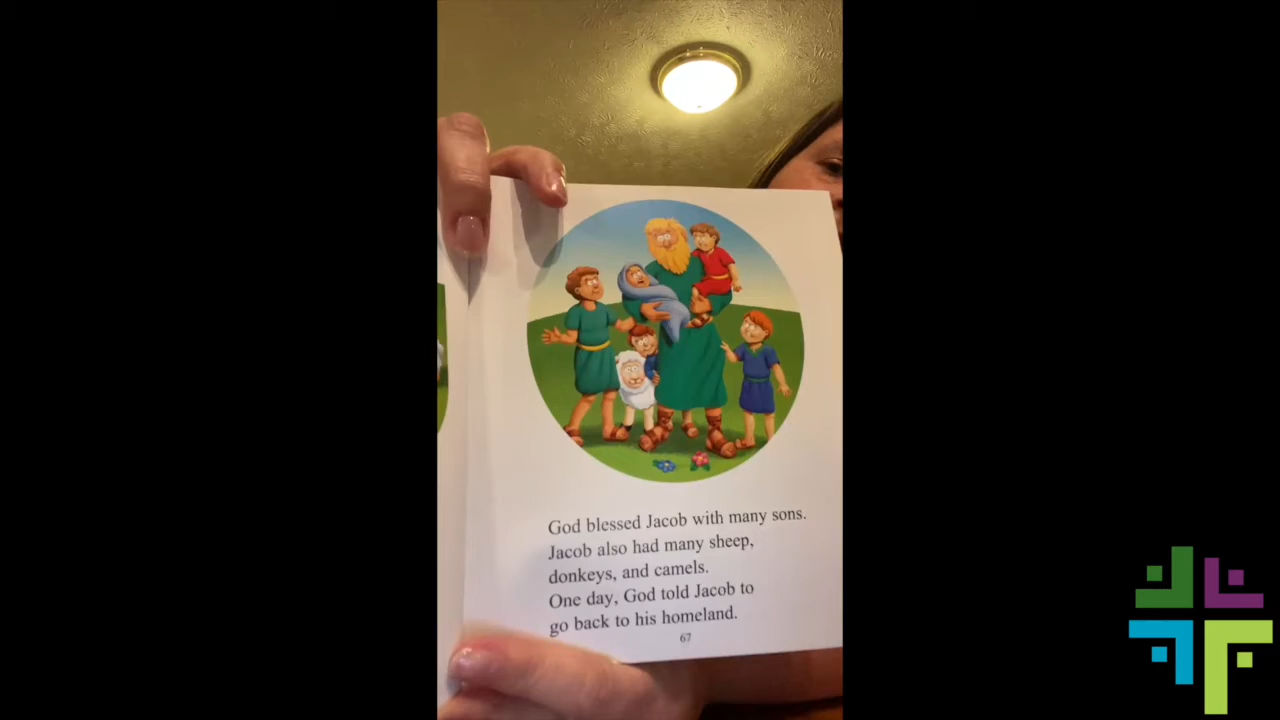 God blessed Jacob with many sons.
Jacob also had many sheep,
donkeys, and camels.
One day, God told Jacob to
go back to his homeland.
67